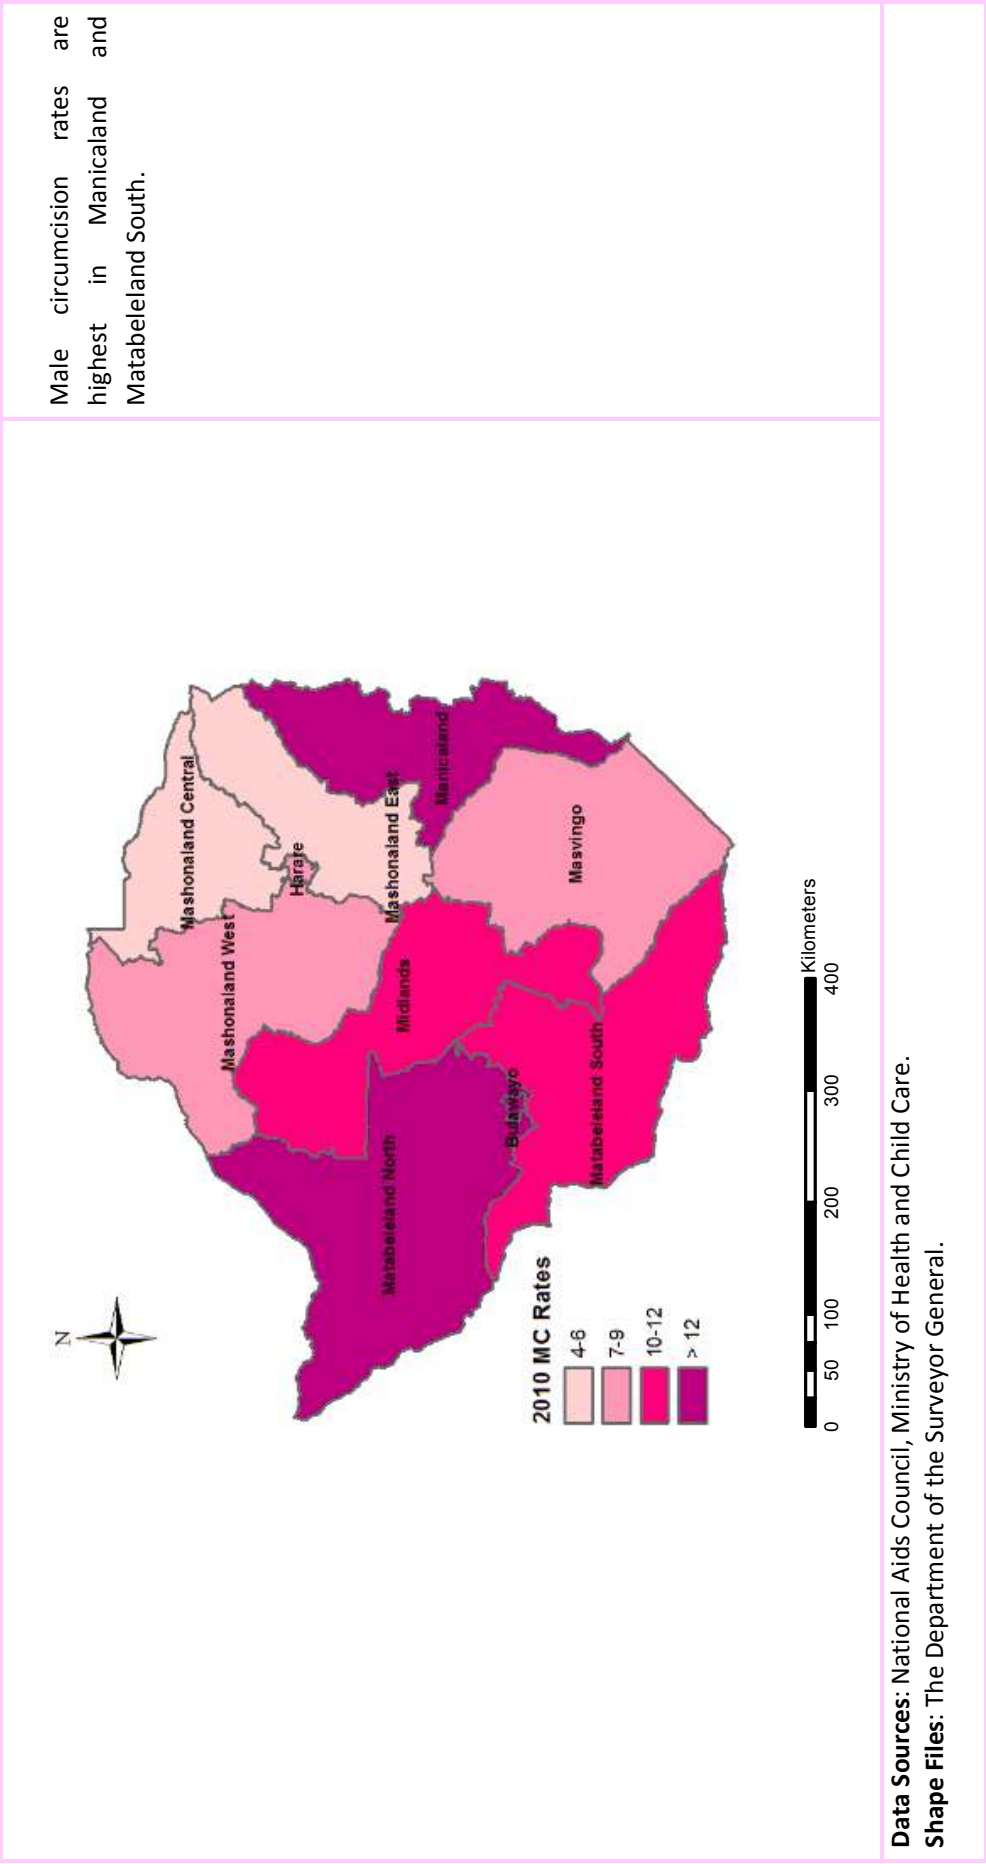 Male circumcision rates are
highest in Manicaland and
Matabeleland South.
N
Mashonaland Central
Mashonaland West
Harare
Mashonaland East
Matabeleland North
Midlands
Manicaland
Bulawayo
Masvingo
Matabeleland South
2010 MC Rates
4-6
7-9
10-12
> 12
Kilometers
0 50 100 200 300 400
Data Sources: National Aids Council, Ministry of Health and Child Care.
Shape Files: The Department of the Surveyor General.